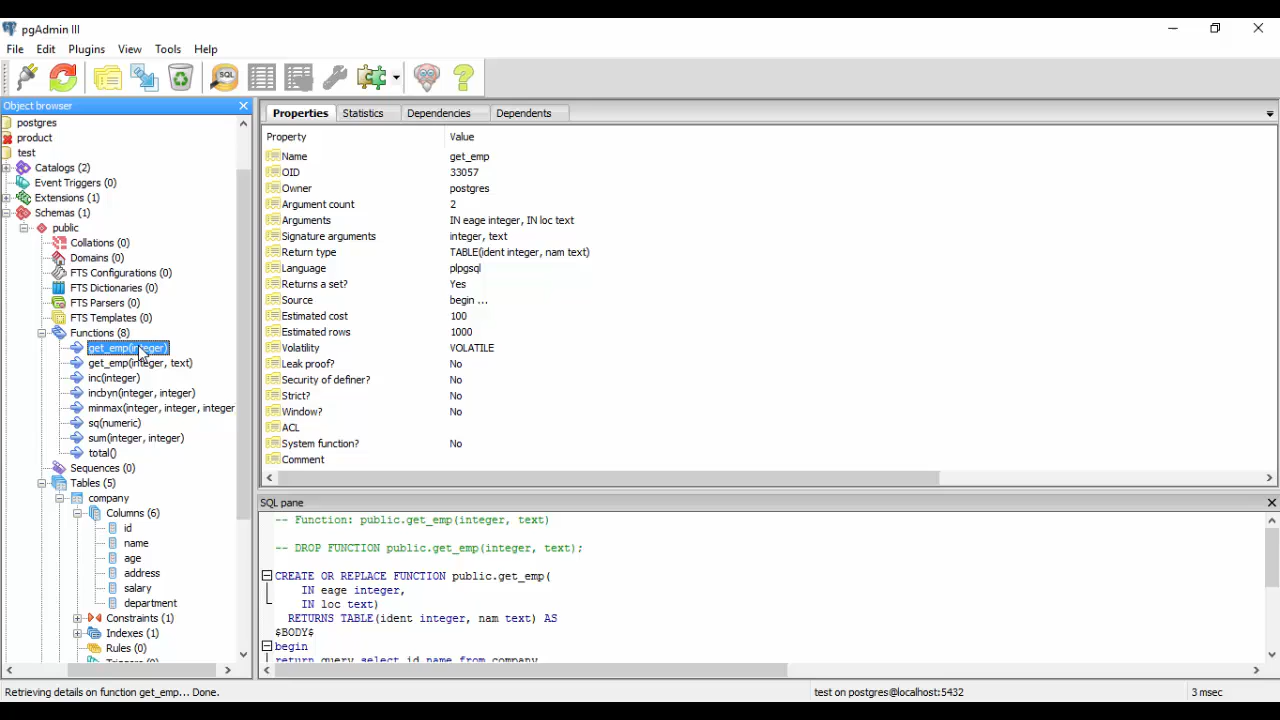 pgAdmin III
File Edit Plugins View Tools Help
SQL
Object browser
postgres
product
test
Catalogs (2)
Event Triggers (0)
Extensions (1)
Schemas (1)
public
Collations (0)
Domains (0)
FTS Configurations (0)
FTS Dictionaries (0)
FTS Parsers (0)
FTS Templates (0)
Functions (8)
get_emp(integer)
get_emp(integer, text)
inc(integer)
incbyn(integer, integer)
minmax(integer, integer, integer
sq(numeric)
sum(integer, integer)
total()
Sequences (0)
Tables (5)
company
Columns (6)
id
name
age
address
salary
department
Constraints (1)
Indexes (1)
Rules (0)
Triggers (0)
Properties Statistics Dependencies Dependents
Property Value
Name get_emp
OID 33057
Owner postgres
Argument count 2
Arguments IN eage integer, IN loc text
Signature arguments integer, text
Return type TABLE(ident integer, nam text)
Language plpgsql
Returns a set? Yes
Source begin ...
Estimated cost 100
Estimated rows 1000
Volatility VOLATILE
Leak proof? No
Security of definer? No
Strict? No
Window? No
ACL
System function? No
Comment
SQL pane
-- Function: public.get_emp(integer, text)
-- DROP FUNCTION public.get_emp(integer, text);
CREATE OR REPLACE FUNCTION public.get_emp(
IN eage integer,
IN loc text)
RETURNS TABLE(ident integer, nam text) AS
$BODY$
begin
return query select id,name from company
Retrieving details on function get_emp... Done. test on postgres@localhost:5432 3 msec